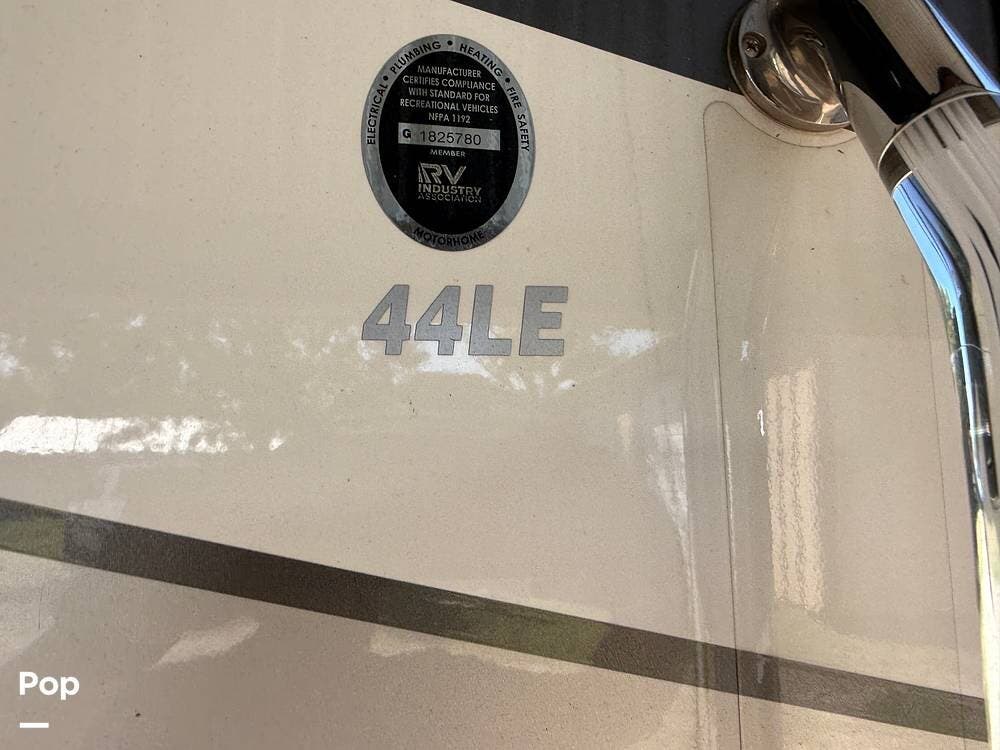 ELECTRICAL • PLUMBING • HEATING • FIRE SAFETY
MANUFACTURER
CERTIFIES COMPLIANCE
WITH STANDARD FOR
RECREATIONAL VEHICLES
NFPA 1192
G 1825780
MEMBER
RV
INDUSTRY
ASSOCIATION
MOTORHOME
44LE
Pop